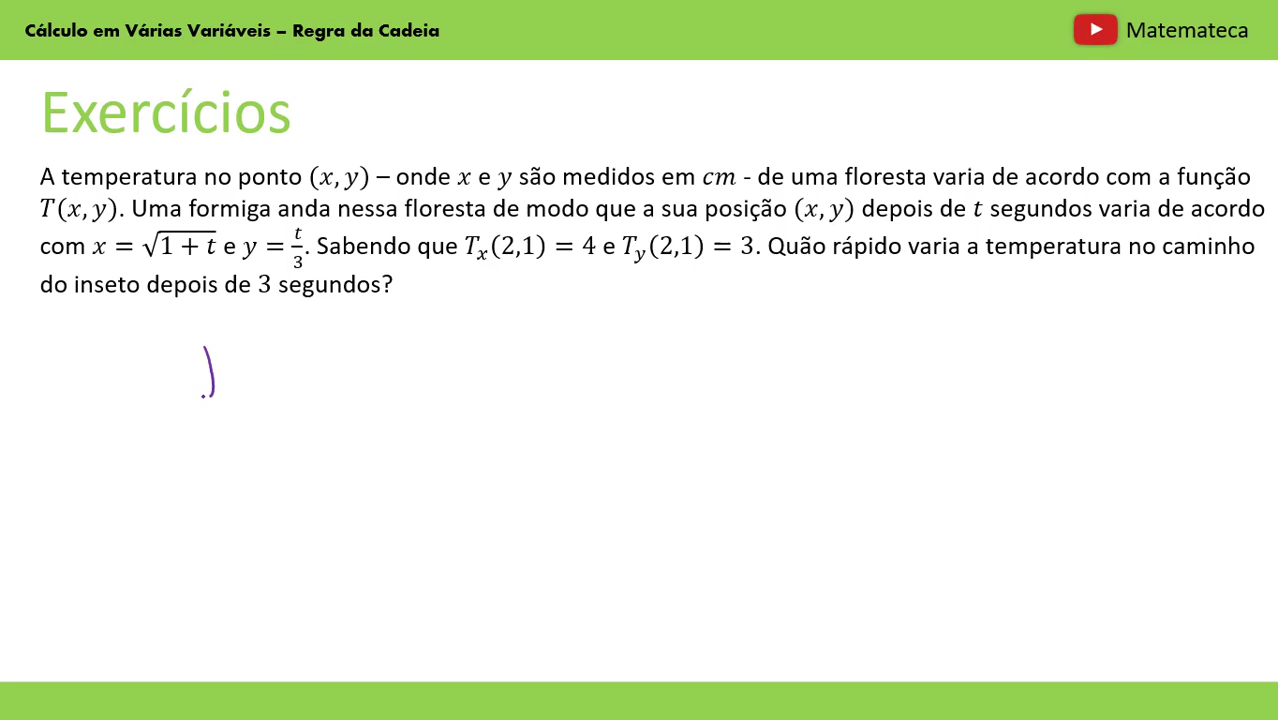 Cálculo em Várias Variáveis – Regra da Cadeia
Matemateca
Exercícios
A temperatura no ponto (x, y) – onde x e y são medidos em cm - de uma floresta varia de acordo com a função
T(x, y). Uma formiga anda nessa floresta de modo que a sua posição (x, y) depois de t segundos varia de acordo
com x = √(1 + t) e y = t/3. Sabendo que Tₓ(2,1) = 4 e T_y(2,1) = 3. Quão rápido varia a temperatura no caminho
do inseto depois de 3 segundos?